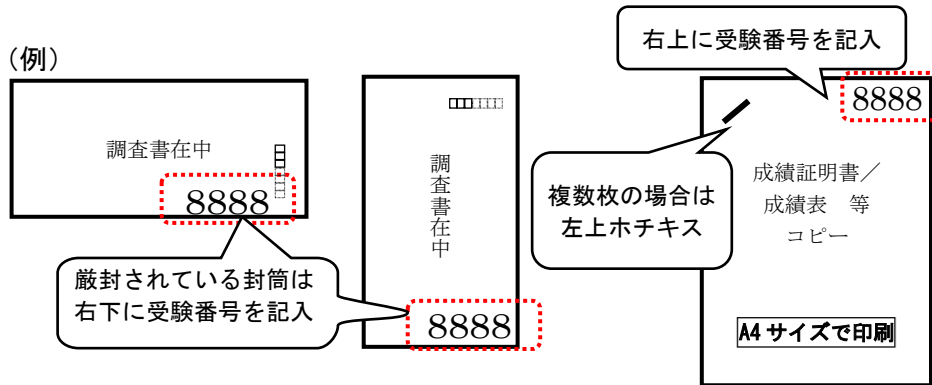 （例）
調査書在中
8888
厳封されている封筒は
右下に受験番号を記入
調査書在中
8888
右上に受験番号を記入
8888
複数枚の場合は
左上ホチキス
成績証明書／
成績表　等
コピー
A4 サイズで印刷